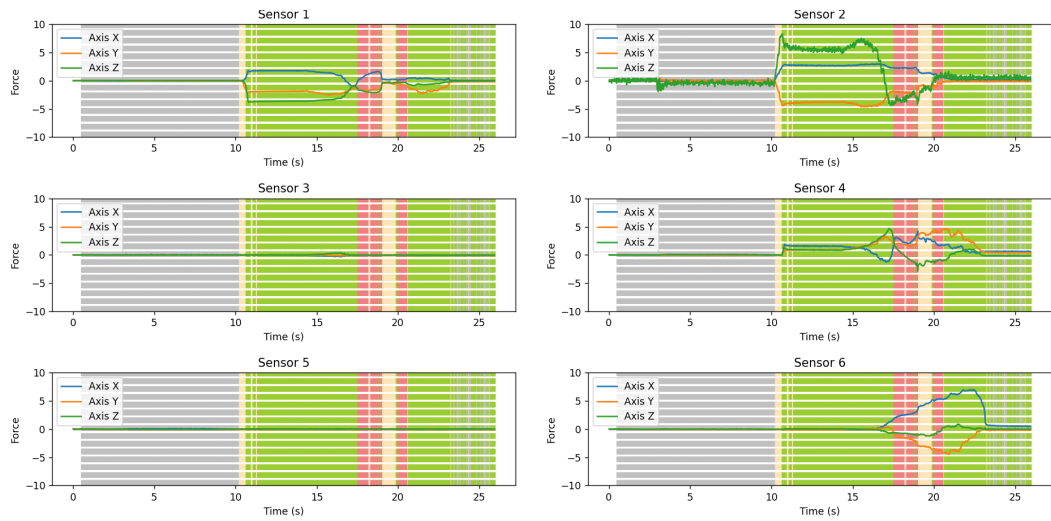 Sensor 1
Force
10
5
0
−5
−10
Axis X
Axis Y
Axis Z
0
5
10
15
20
25
Time (s)
Sensor 2
Force
10
5
0
−5
−10
Axis X
Axis Y
Axis Z
0
5
10
15
20
25
Time (s)
Sensor 3
Force
10
5
0
−5
−10
Axis X
Axis Y
Axis Z
0
5
10
15
20
25
Time (s)
Sensor 4
Force
10
5
0
−5
−10
Axis X
Axis Y
Axis Z
0
5
10
15
20
25
Time (s)
Sensor 5
Force
10
5
0
−5
−10
Axis X
Axis Y
Axis Z
0
5
10
15
20
25
Time (s)
Sensor 6
Force
10
5
0
−5
−10
Axis X
Axis Y
Axis Z
0
5
10
15
20
25
Time (s)